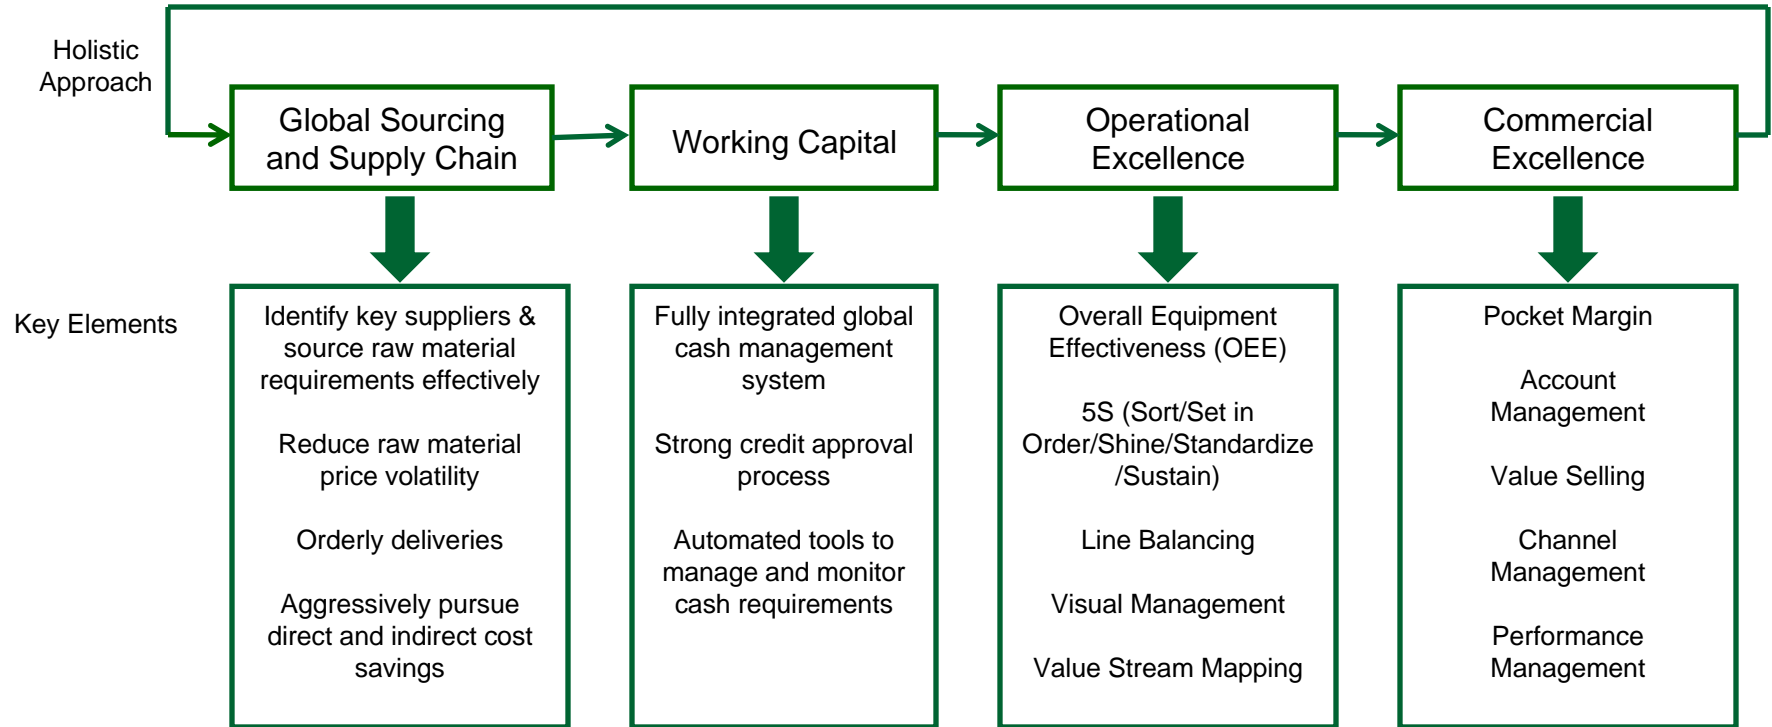 Holistic
Approach
Global Sourcing
and Supply Chain
Working Capital
Operational
Excellence
Commercial
Excellence
Key Elements
Identify key suppliers &
source raw material
requirements effectively
Reduce raw material
price volatility
Orderly deliveries
Aggressively pursue
direct and indirect cost
savings
Fully integrated global
cash management
system
Strong credit approval
process
Automated tools to
manage and monitor
cash requirements
Overall Equipment
Effectiveness (OEE)
5S (Sort/Set in
Order/Shine/Standardize
/Sustain)
Line Balancing
Visual Management
Value Stream Mapping
Pocket Margin
Account
Management
Value Selling
Channel
Management
Performance
Management